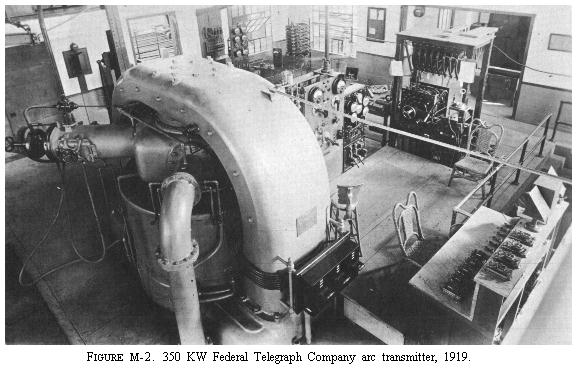 FIGURE M-2. 350 KW Federal Telegraph Company arc transmitter, 1919.